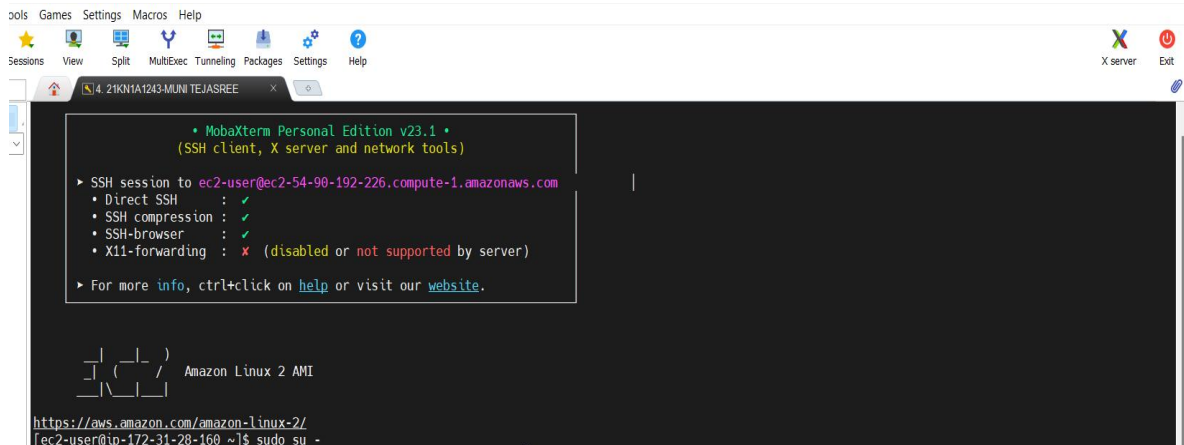 ools Games Settings Macros Help
Sessions View Split MultiExec Tunneling Packages Settings Help X server Exit
4. 21KN1A1243-MUNI TEJASREE
• MobaXterm Personal Edition v23.1 •
(SSH client, X server and network tools)
► SSH session to ec2-user@ec2-54-90-192-226.compute-1.amazonaws.com
• Direct SSH : ✓
• SSH compression : ✓
• SSH-browser : ✓
• X11-forwarding : ✗ (disabled or not supported by server)
► For more info, ctrl+click on help or visit our website.
__| __|_ )
_| ( / Amazon Linux 2 AMI
___|\___|___|
https://aws.amazon.com/amazon-linux-2/
[ec2-user@ip-172-31-28-160 ~]$ sudo su -